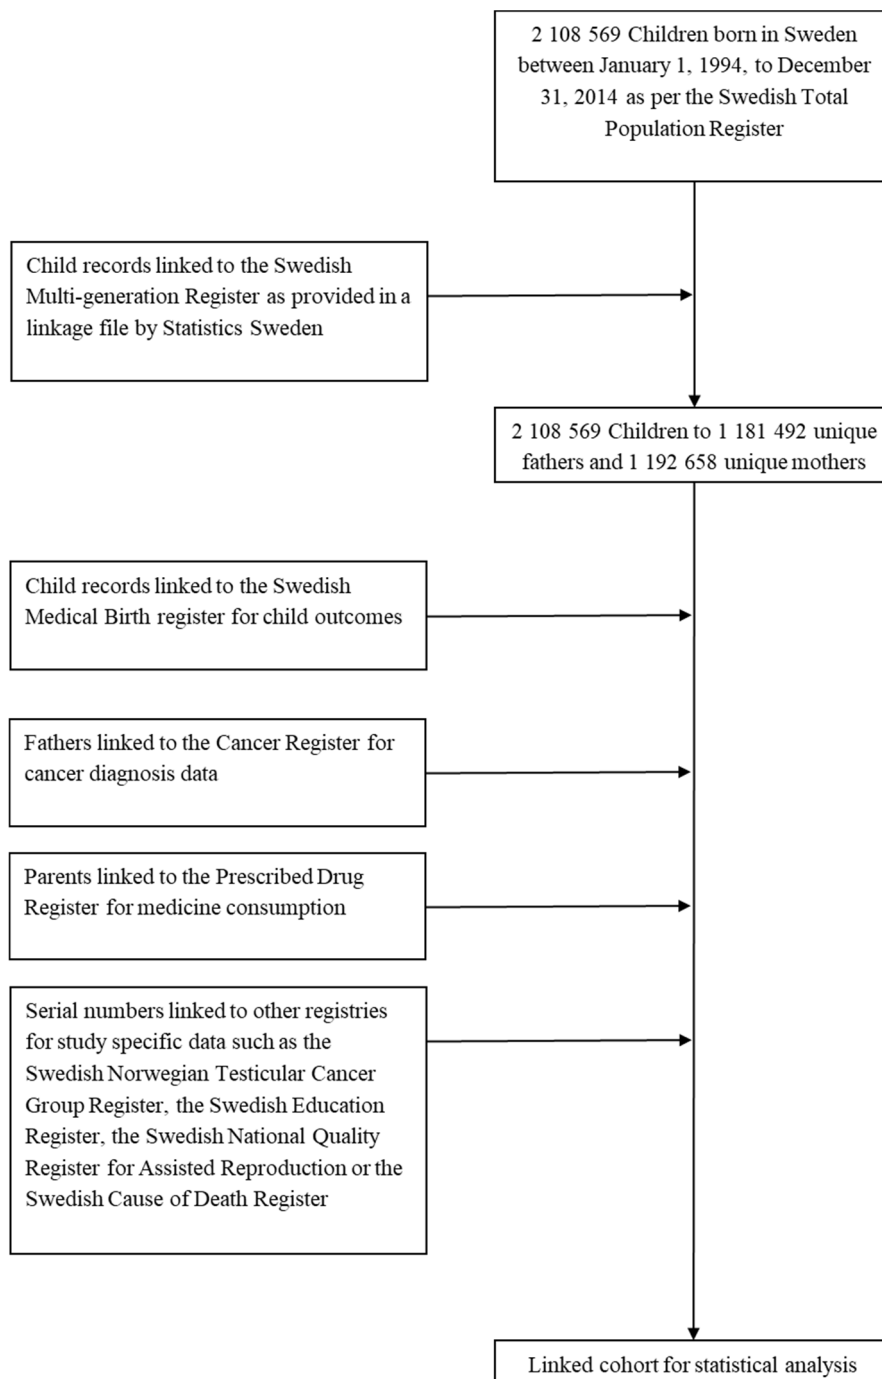 2 108 569 Children born in Sweden
between January 1, 1994, to December
31, 2014 as per the Swedish Total
Population Register
Child records linked to the Swedish
Multi-generation Register as provided in a
linkage file by Statistics Sweden
2 108 569 Children to 1 181 492 unique
fathers and 1 192 658 unique mothers
Child records linked to the Swedish
Medical Birth register for child outcomes
Fathers linked to the Cancer Register for
cancer diagnosis data
Parents linked to the Prescribed Drug
Register for medicine consumption
Serial numbers linked to other registries
for study specific data such as the
Swedish Norwegian Testicular Cancer
Group Register, the Swedish Education
Register, the Swedish National Quality
Register for Assisted Reproduction or the
Swedish Cause of Death Register
Linked cohort for statistical analysis